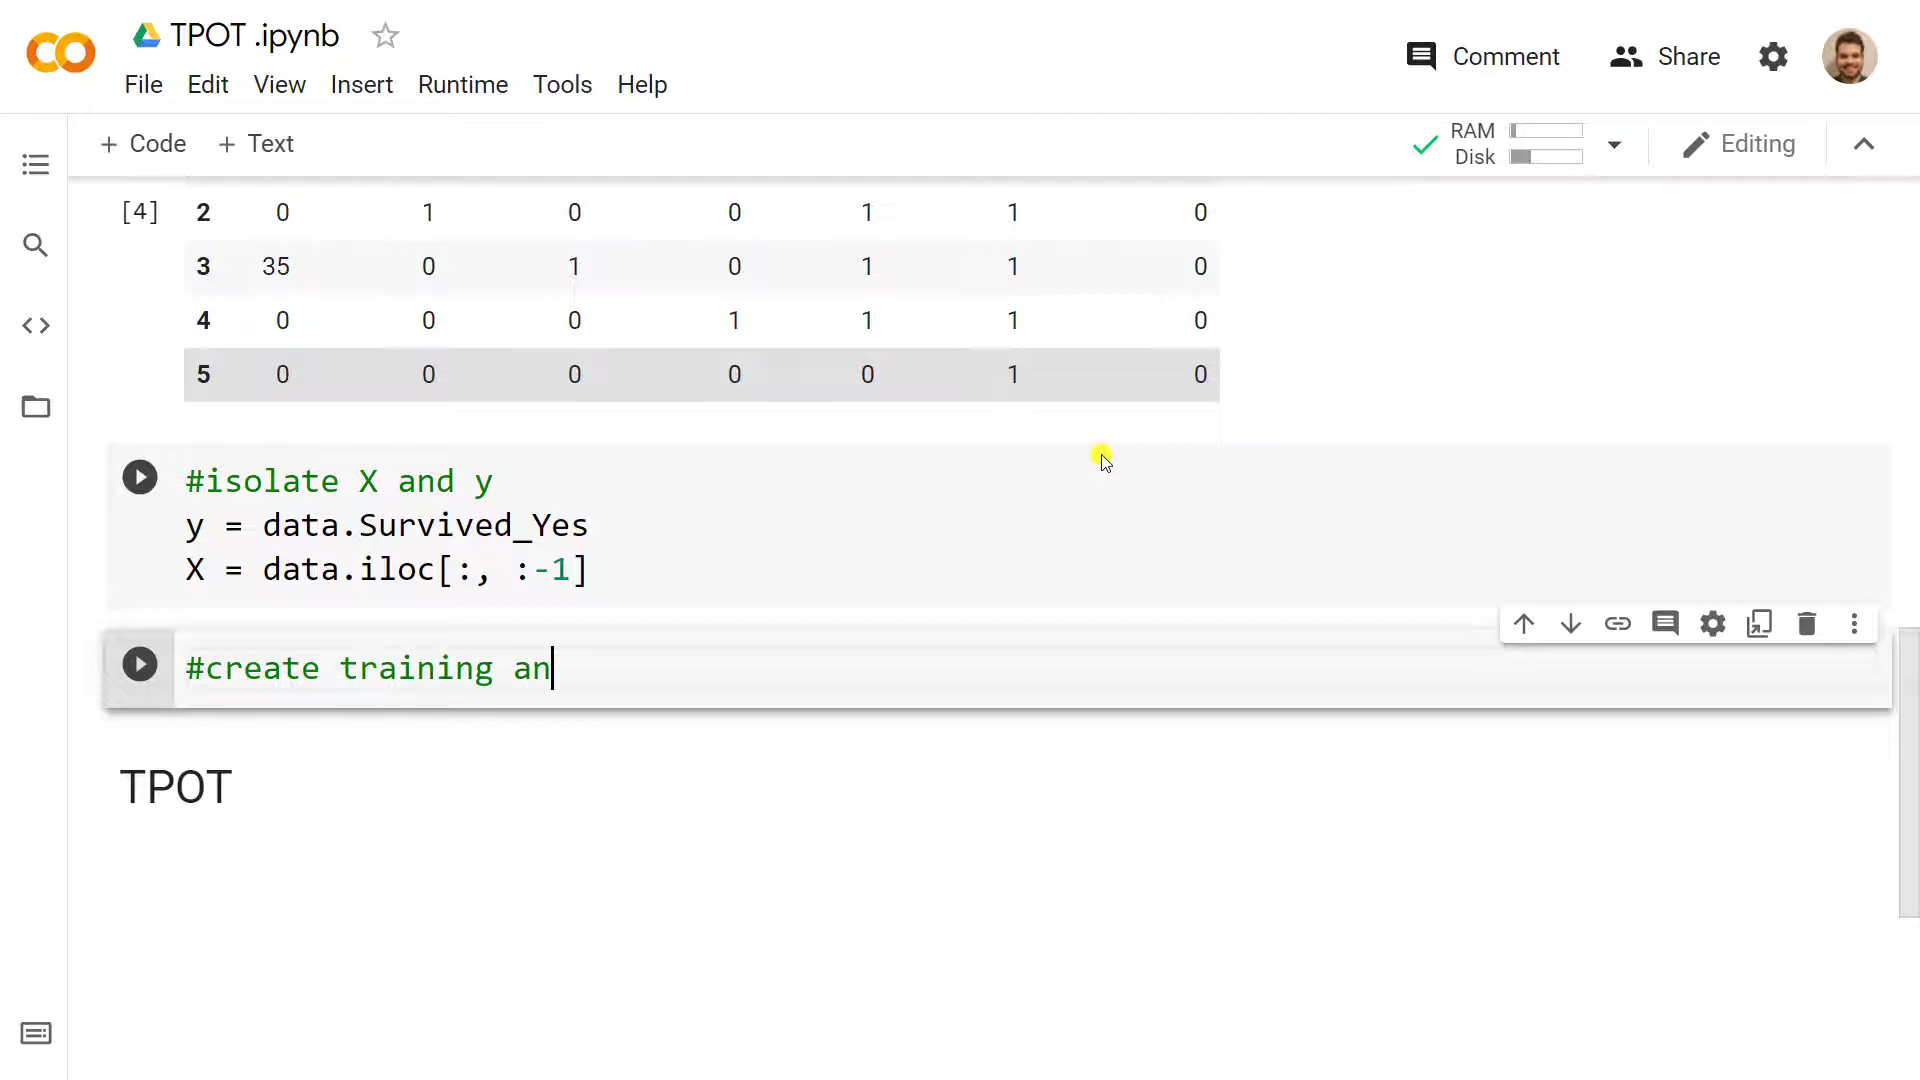 TPOT .ipynb
Comment
Share
File Edit View Insert Runtime Tools Help
+ Code + Text
RAM
Disk
Editing
[4] 2 0 1 0 0 1 1 0
3 35 0 1 0 1 1 0
4 0 0 0 1 1 1 0
5 0 0 0 0 0 1 0
#isolate X and y
y = data.Survived_Yes
X = data.iloc[:, :-1]
#create training an
TPOT